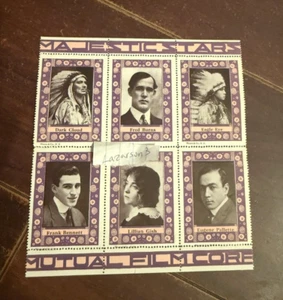 MAJESTIC STARS
Dark Cloud
Fred Burns
Eagle Eye
Frank Bennett
Lillian Gish
Eugene Pallette
MUTUAL FILM CORP